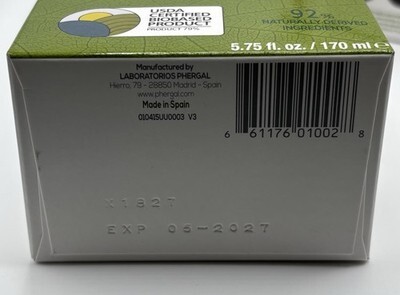 USDA
CERTIFIED
BIOBASED
PRODUCT
PRODUCT 79%
92%
NATURALLY DERIVED
INGREDIENTS
5.75 fl. oz. / 170 ml e
Manufactured by
LABORATORIOS PHERGAL
Hierro, 79 - 28850 Madrid - Spain
www.phergal.com
Made in Spain
010415UU0003 V3
6 61176 01002 8
X1827
EXP 06-2027